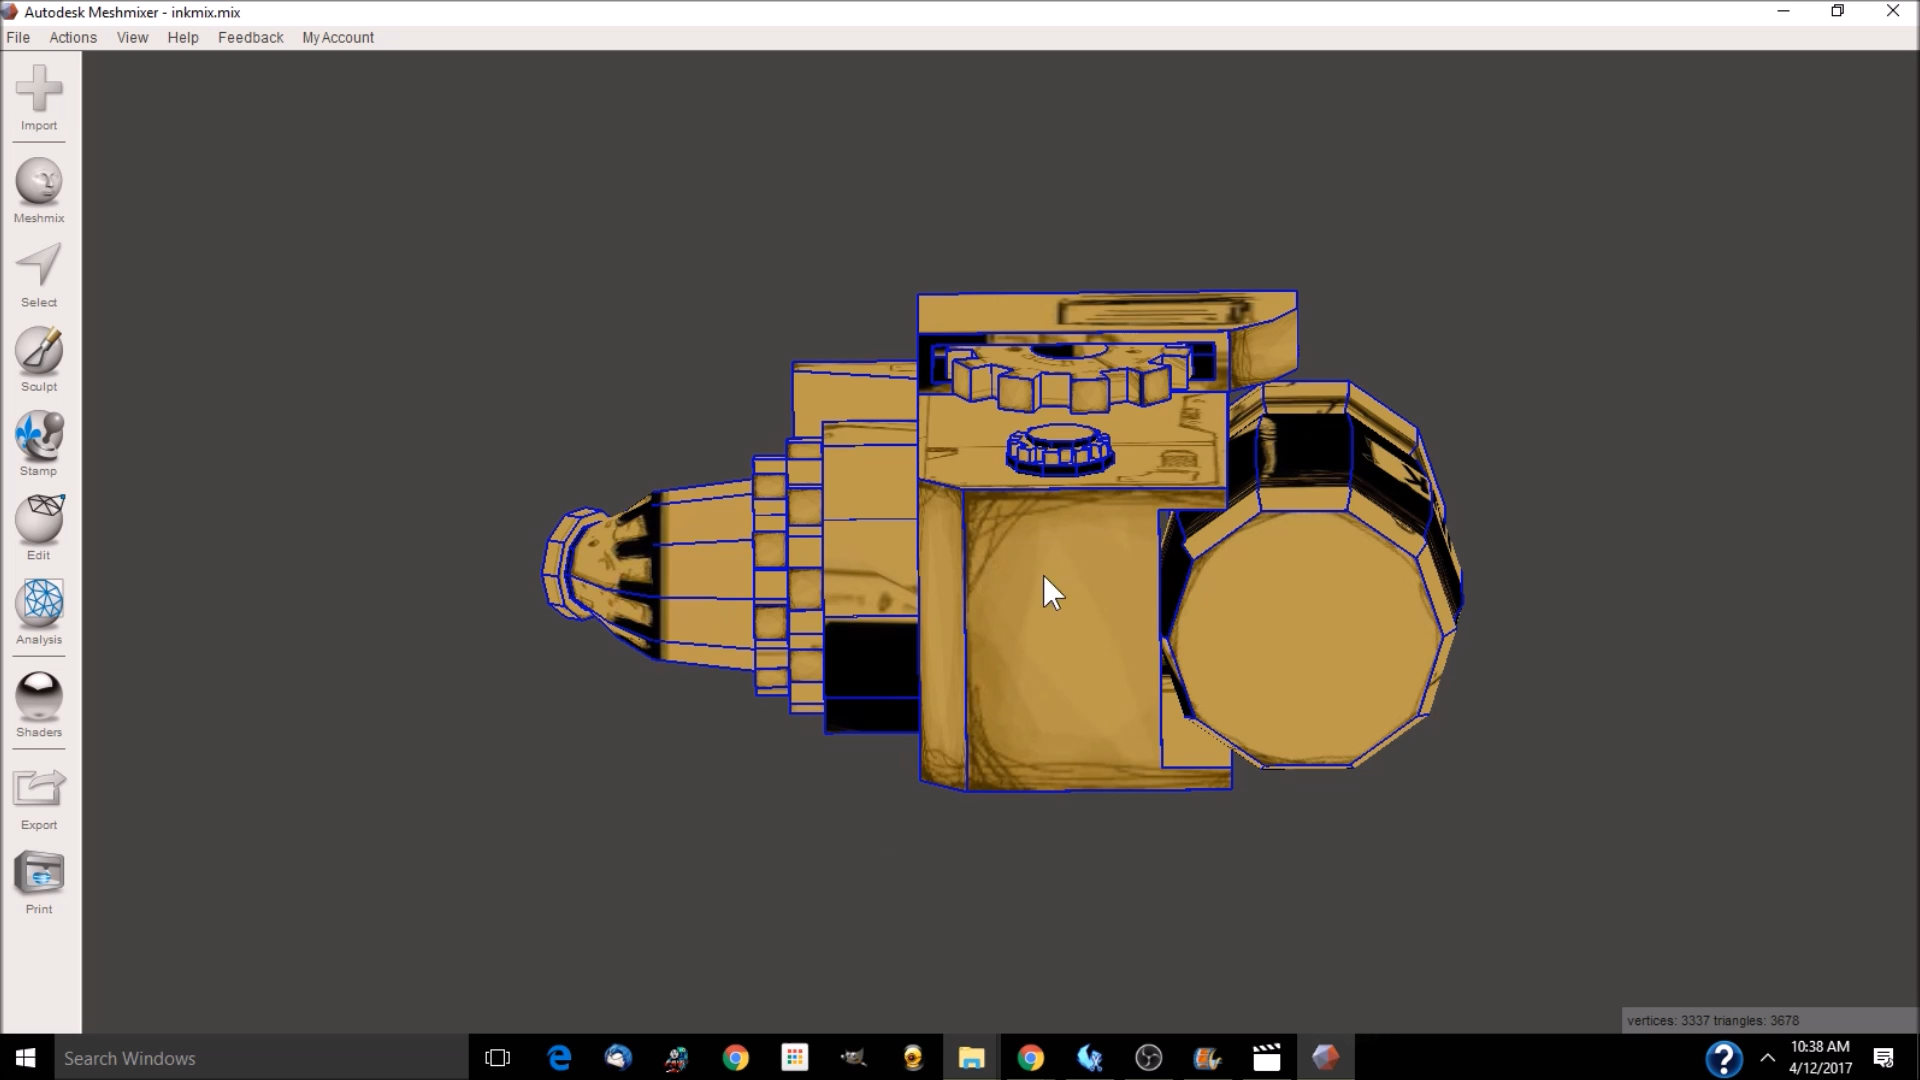 Autodesk Meshmixer - inkmix.mix
File Actions View Help Feedback My Account
Import
Meshmix
Select
Sculpt
Stamp
Edit
Analysis
Shaders
Export
Print
vertices: 3337 triangles: 3678
Search Windows
10:38 AM
4/12/2017